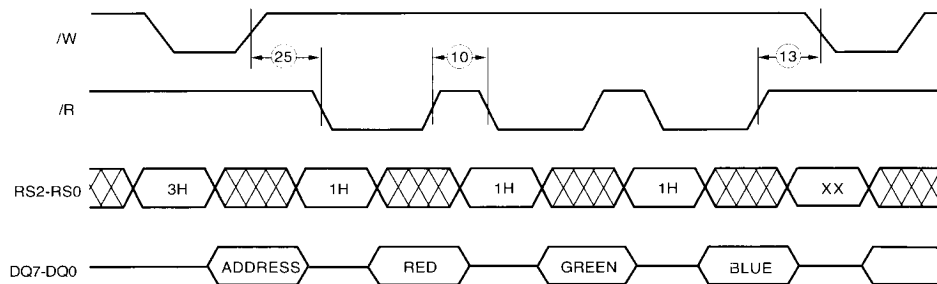 /W
25 10 13
/R
RS2-RS0 3H 1H 1H 1H XX
DQ7-DQ0 ADDRESS RED GREEN BLUE